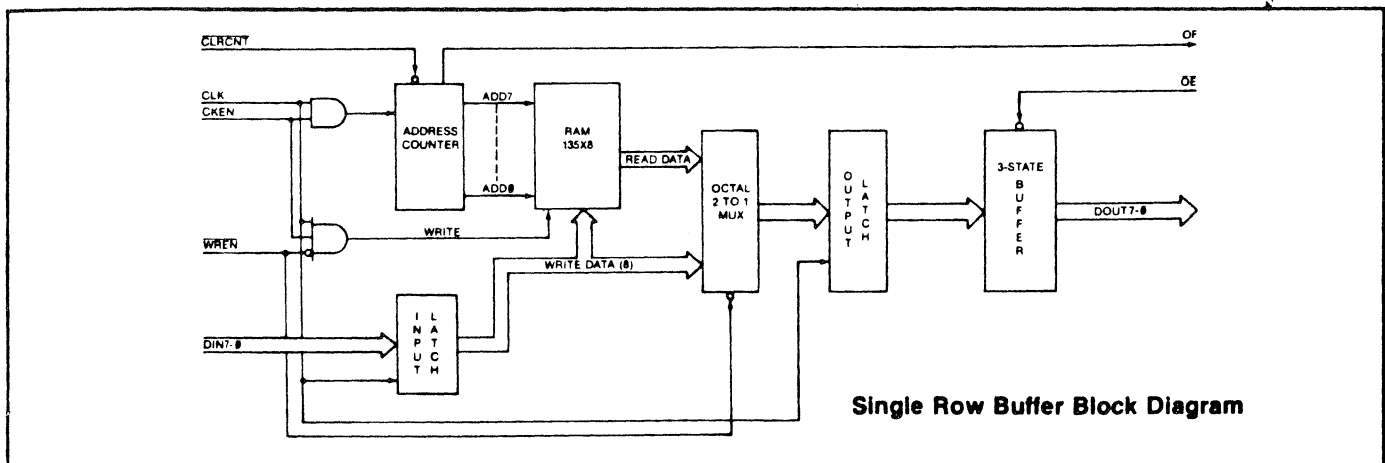 CLRCNT
OF
CLK
CKEN
OE
ADDRESS
COUNTER
ADD7
ADD0
RAM
135X8
READ DATA
OCTAL
2 TO 1
MUX
OUTPUT
LATCH
3-STATE
BUFFER
DOUT7-0
WREN
WRITE
WRITE DATA (8)
DIN7-0
INPUT
LATCH
Single Row Buffer Block Diagram